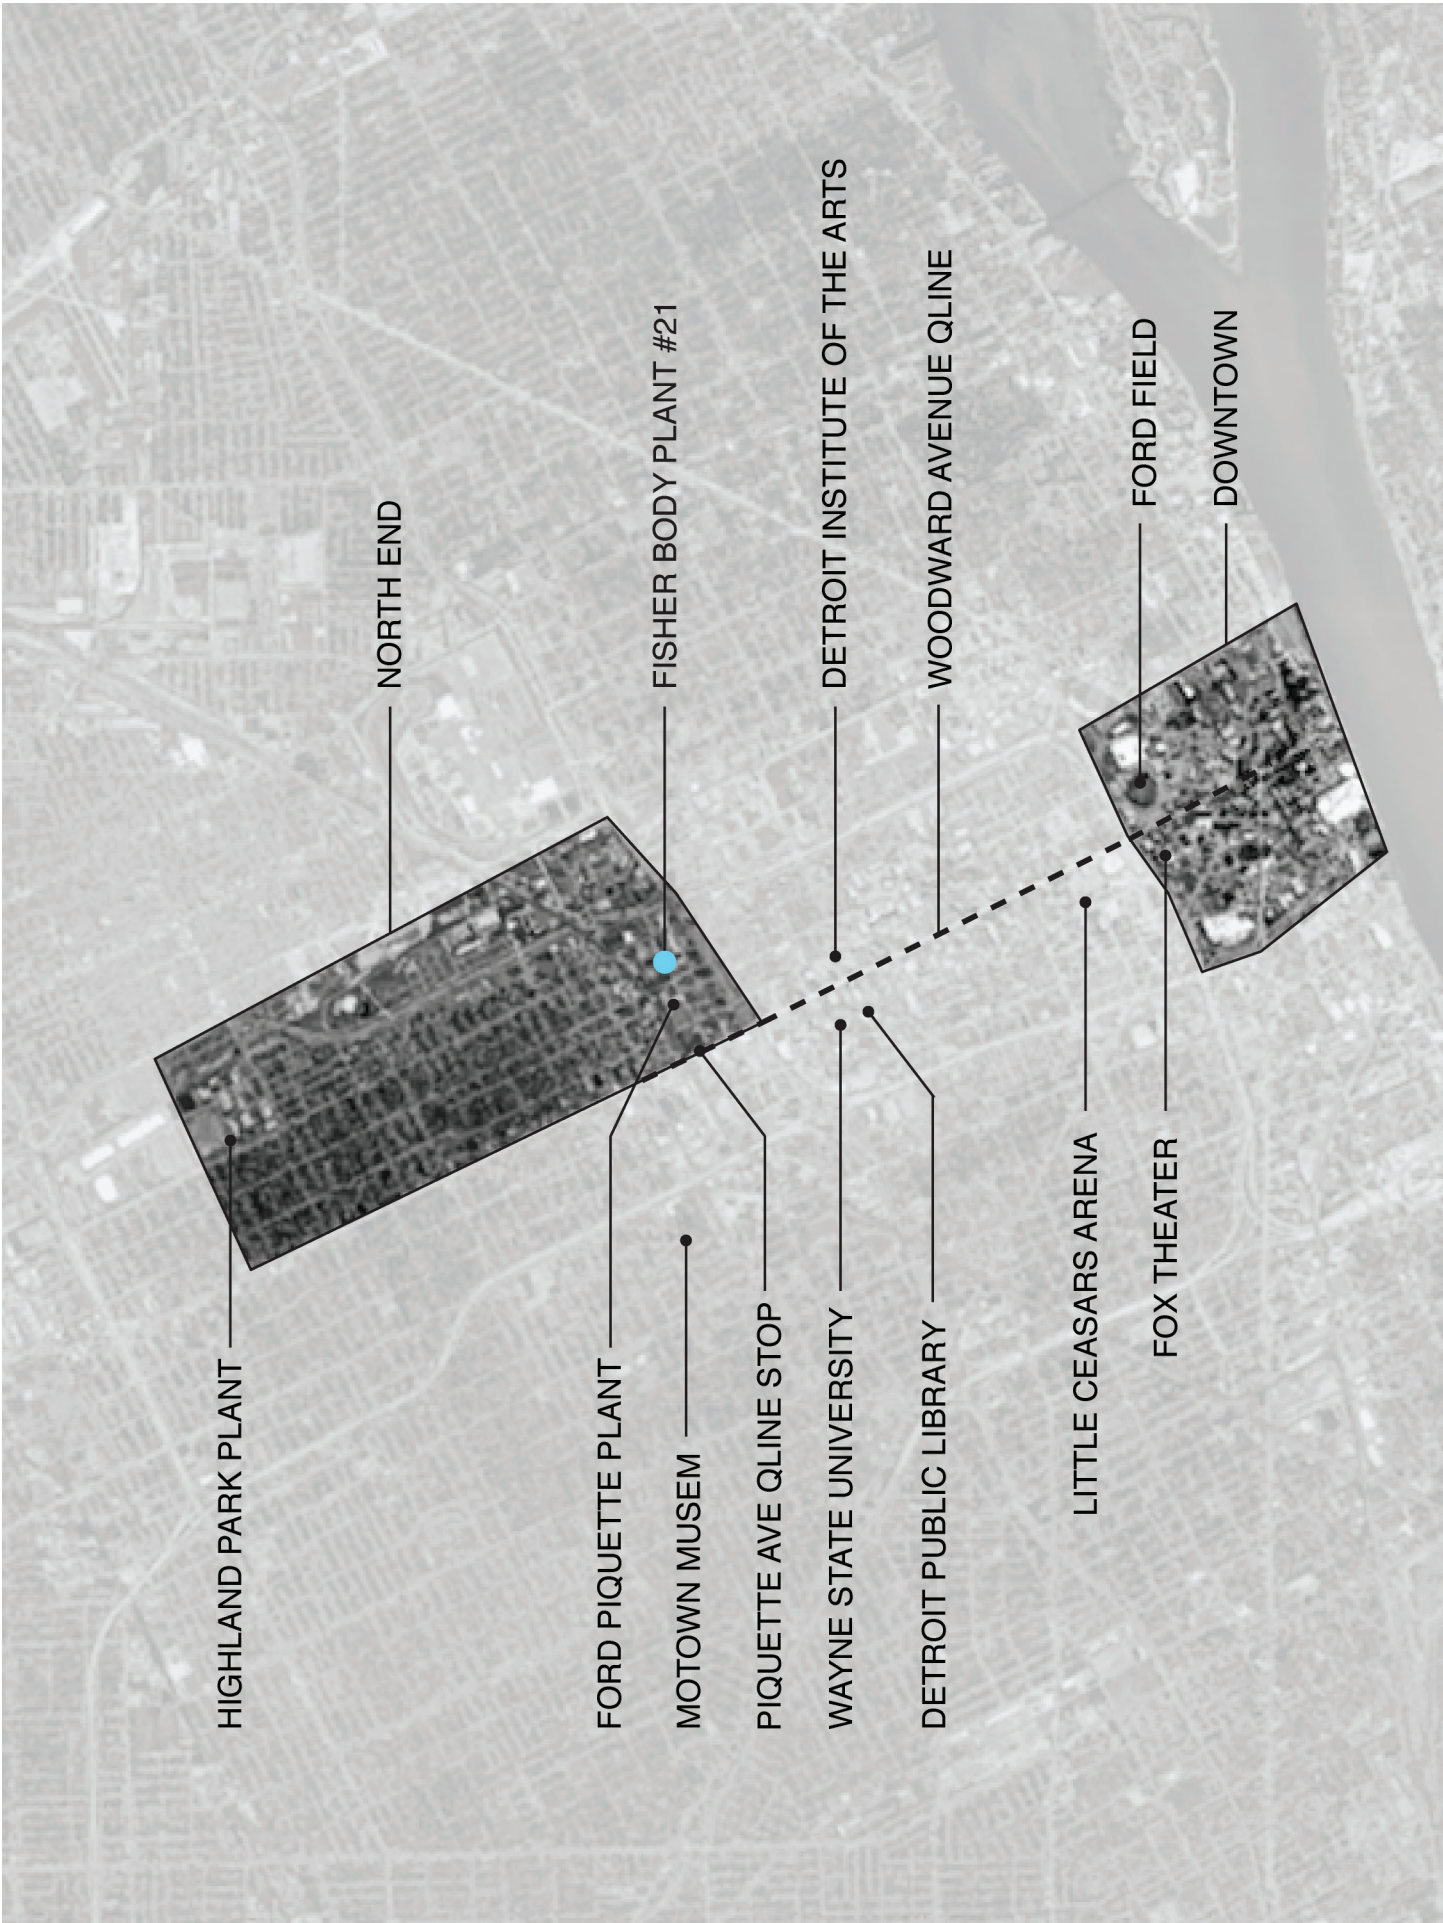 HIGHLAND PARK PLANT
NORTH END
FORD PIQUETTE PLANT
FISHER BODY PLANT #21
MOTOWN MUSEM
PIQUETTE AVE QLINE STOP
WAYNE STATE UNIVERSITY
DETROIT INSTITUTE OF THE ARTS
DETROIT PUBLIC LIBRARY
WOODWARD AVENUE QLINE
LITTLE CEASARS ARENA
FORD FIELD
FOX THEATER
DOWNTOWN